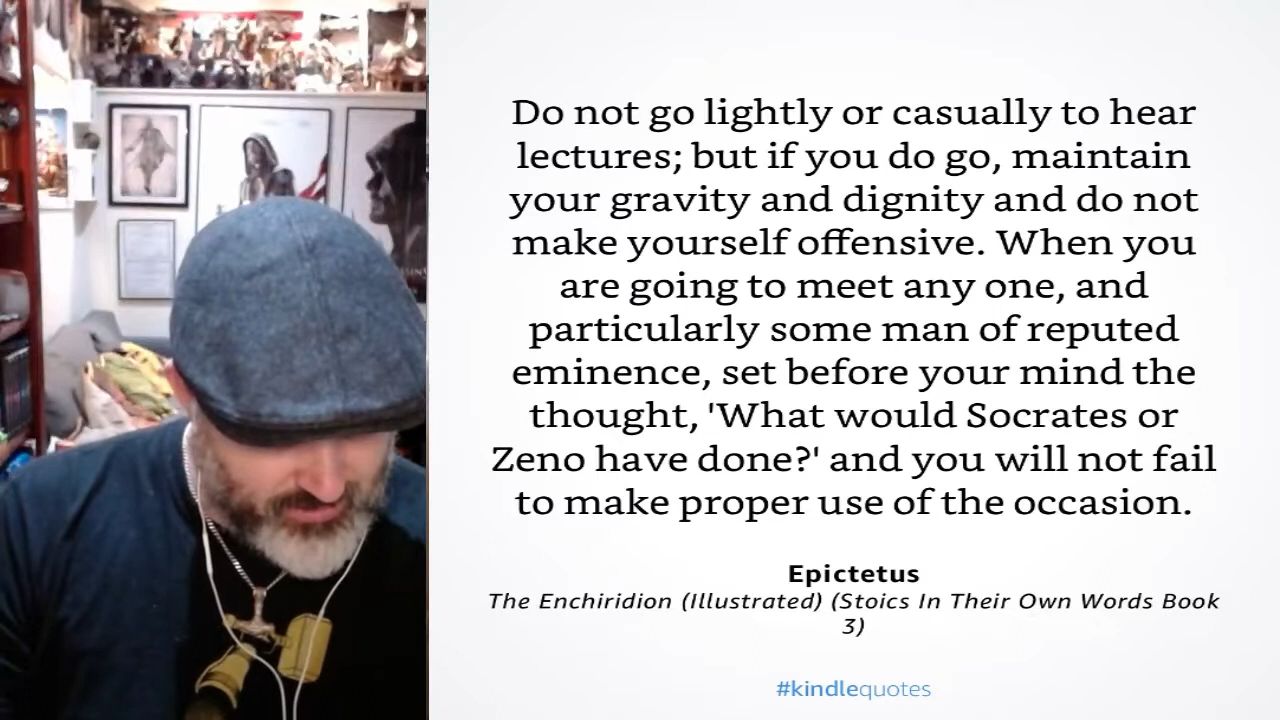 Do not go lightly or casually to hear
lectures; but if you do go, maintain
your gravity and dignity and do not
make yourself offensive. When you
are going to meet any one, and
particularly some man of reputed
eminence, set before your mind the
thought, 'What would Socrates or
Zeno have done?' and you will not fail
to make proper use of the occasion.
Epictetus
The Enchiridion (Illustrated) (Stoics In Their Own Words Book
3)
#kindlequotes